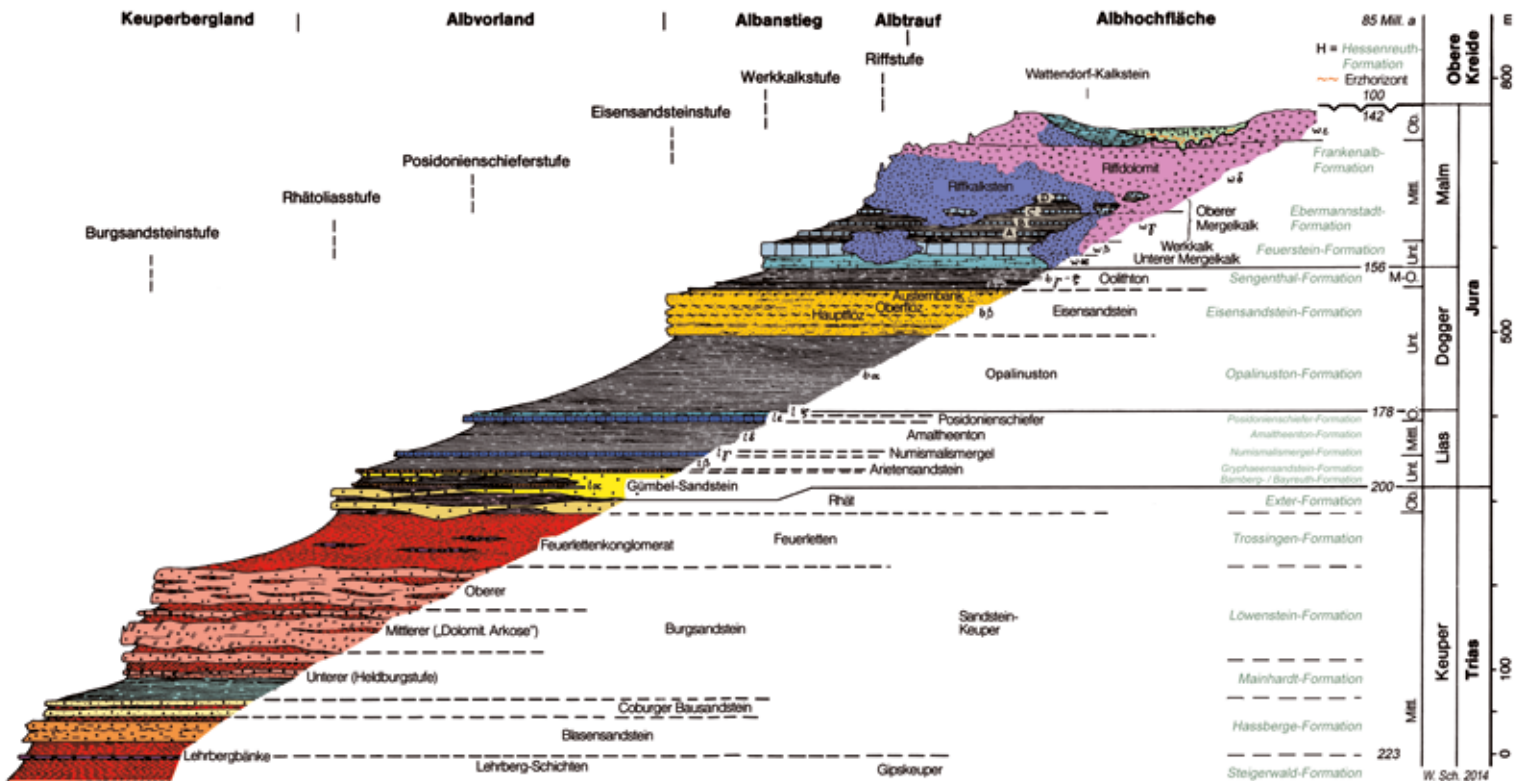 Keuperbergland
Albvorland
Albanstieg
Albtrauf
Albhochfläche
85 Mill. a
m
Riffstufe
H = Hessenreuth-
Formation
Erzhorizont
Obere
Kreide
Werkkalkstufe
Wattendorf-Kalkstein
800
100
Eisensandsteinstufe
142
Ob.
Posidonienschieferstufe
Frankenalb-
Formation
Riffdolomit
Rhätoliasstufe
Riffkalkstein
Mittl.
Malm
D
C
B
A
Oberer
Mergelkalk
Ebermannstadt-
Formation
Burgsandsteinstufe
Werkkalk
Unterer Mergelkalk
Feuerstein-Formation
Unt.
156
Oolithton
Sengenthal-Formation
M-O.
Austernbank
Oberflöz
Hauptflöz
Eisensandstein
Eisensandstein-Formation
Jura
500
Dogger
Unt.
Opalinuston
Opalinuston-Formation
178
Posidonienschiefer
Posidonienschiefer-Formation
O.
Amaltheenton
Amaltheenton-Formation
Mittl.
Numismalismergel
Numismalismergel-Formation
Lias
Arietensandstein
Gryphaeensandstein-Formation
Unt.
Gümbel-Sandstein
Bamberg- / Bayreuth-Formation
200
Rhät
Exter-Formation
Ob.
Feuerlettenkonglomerat
Feuerletten
Trossingen-Formation
Oberer
Mittlerer („Dolomit. Arkose")
Burgsandstein
Sandstein-
Keuper
Löwenstein-Formation
Keuper
Trias
Unterer (Heldburgstufe)
Mainhardt-Formation
100
Mittl.
Coburger Bausandstein
Hassberge-Formation
Blasensandstein
Lehrbergbänke
223
0
Lehrberg-Schichten
Gipskeuper
Steigerwald-Formation
W. Sch. 2014